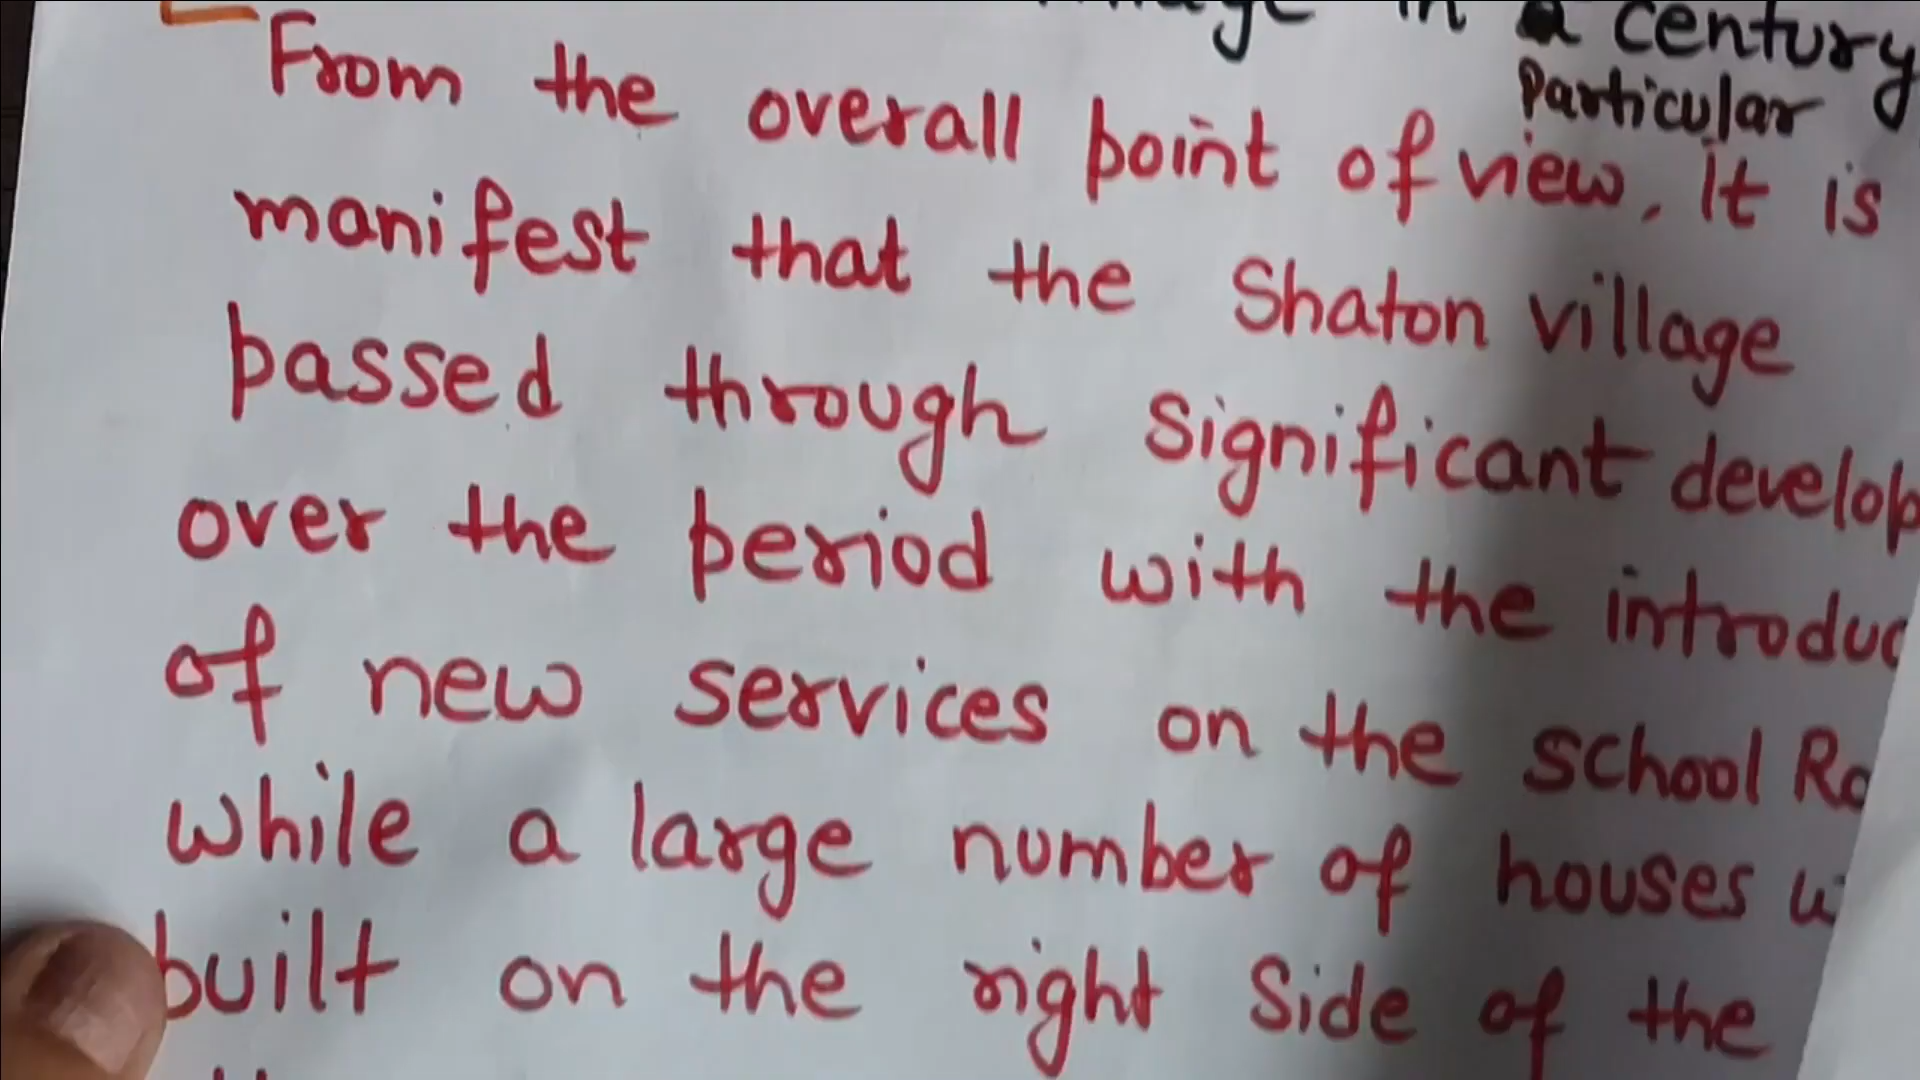 in a century
particular
From the overall point of view, it is
manifest that the Shaton village
passed through significant develop
over the period with the introduc
of new services on the school Ro
while a large number of houses
built on the right side of the